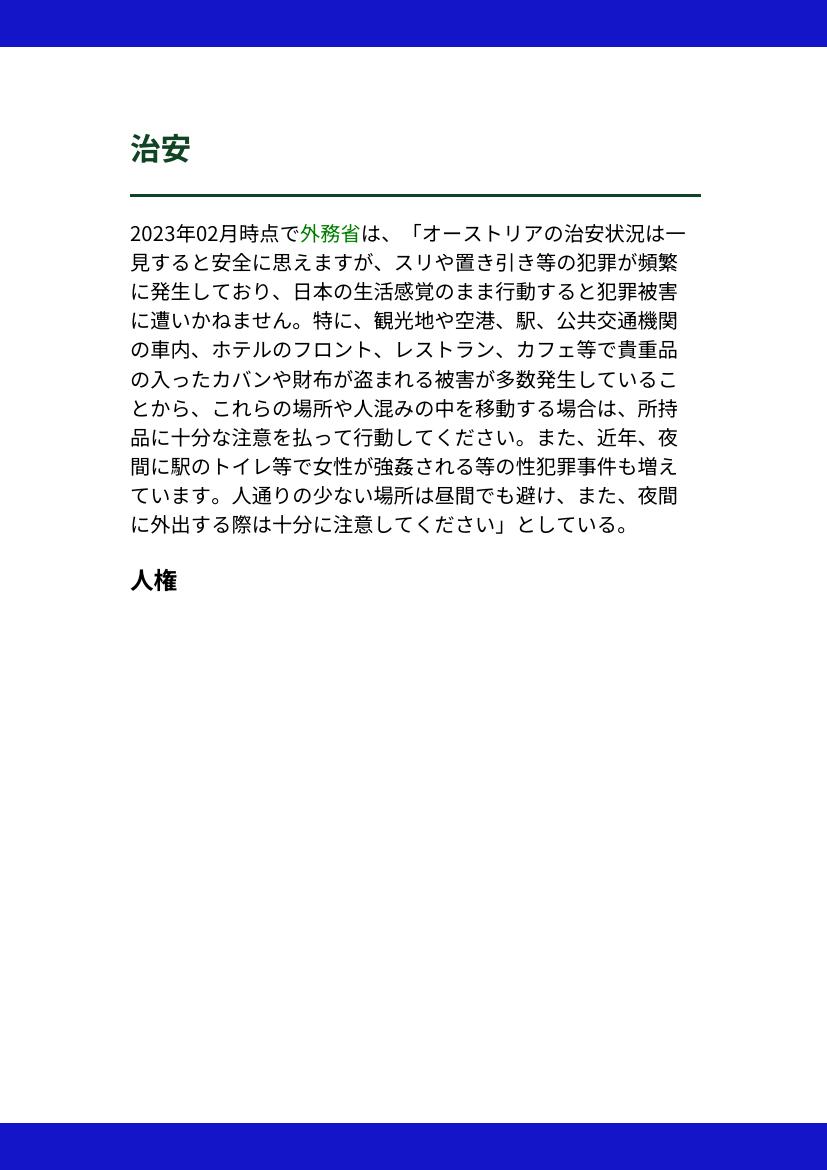 治安
2023年02月時点で外務省は、「オーストリアの治安状況は一
見すると安全に思えますが、スリや置き引き等の犯罪が頻繁
に発生しており、日本の生活感覚のまま行動すると犯罪被害
に遭いかねません。特に、観光地や空港、駅、公共交通機関
の車内、ホテルのフロント、レストラン、カフェ等で貴重品
の入ったカバンや財布が盗まれる被害が多数発生しているこ
とから、これらの場所や人混みの中を移動する場合は、所持
品に十分な注意を払って行動してください。また、近年、夜
間に駅のトイレ等で女性が強姦される等の性犯罪事件も増え
ています。人通りの少ない場所は昼間でも避け、また、夜間
に外出する際は十分に注意してください」としている。
人権